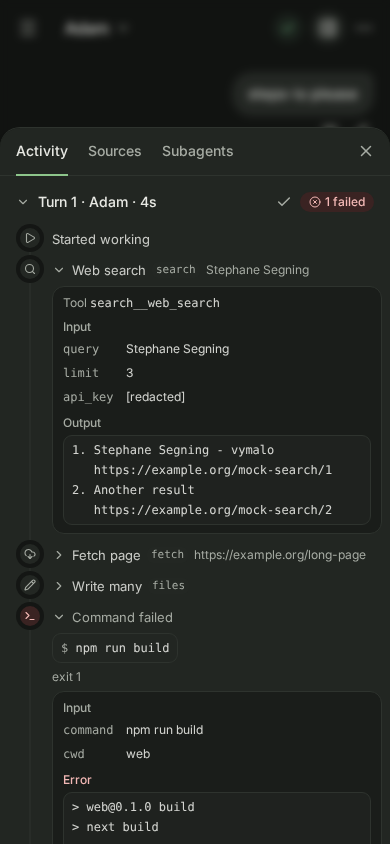 Adam
Activity Sources Subagents
Turn 1 · Adam · 4s 1 failed
Started working
Web search search Stephane Segning
Tool search__web_search
Input
query Stephane Segning
limit 3
api_key [redacted]
Output
1. Stephane Segning - vymalo
https://example.org/mock-search/1
2. Another result
https://example.org/mock-search/2
Fetch page fetch https://example.org/long-page
Write many files
Command failed
$ npm run build
exit 1
Input
command npm run build
cwd web
Error
> web@0.1.0 build
> next build